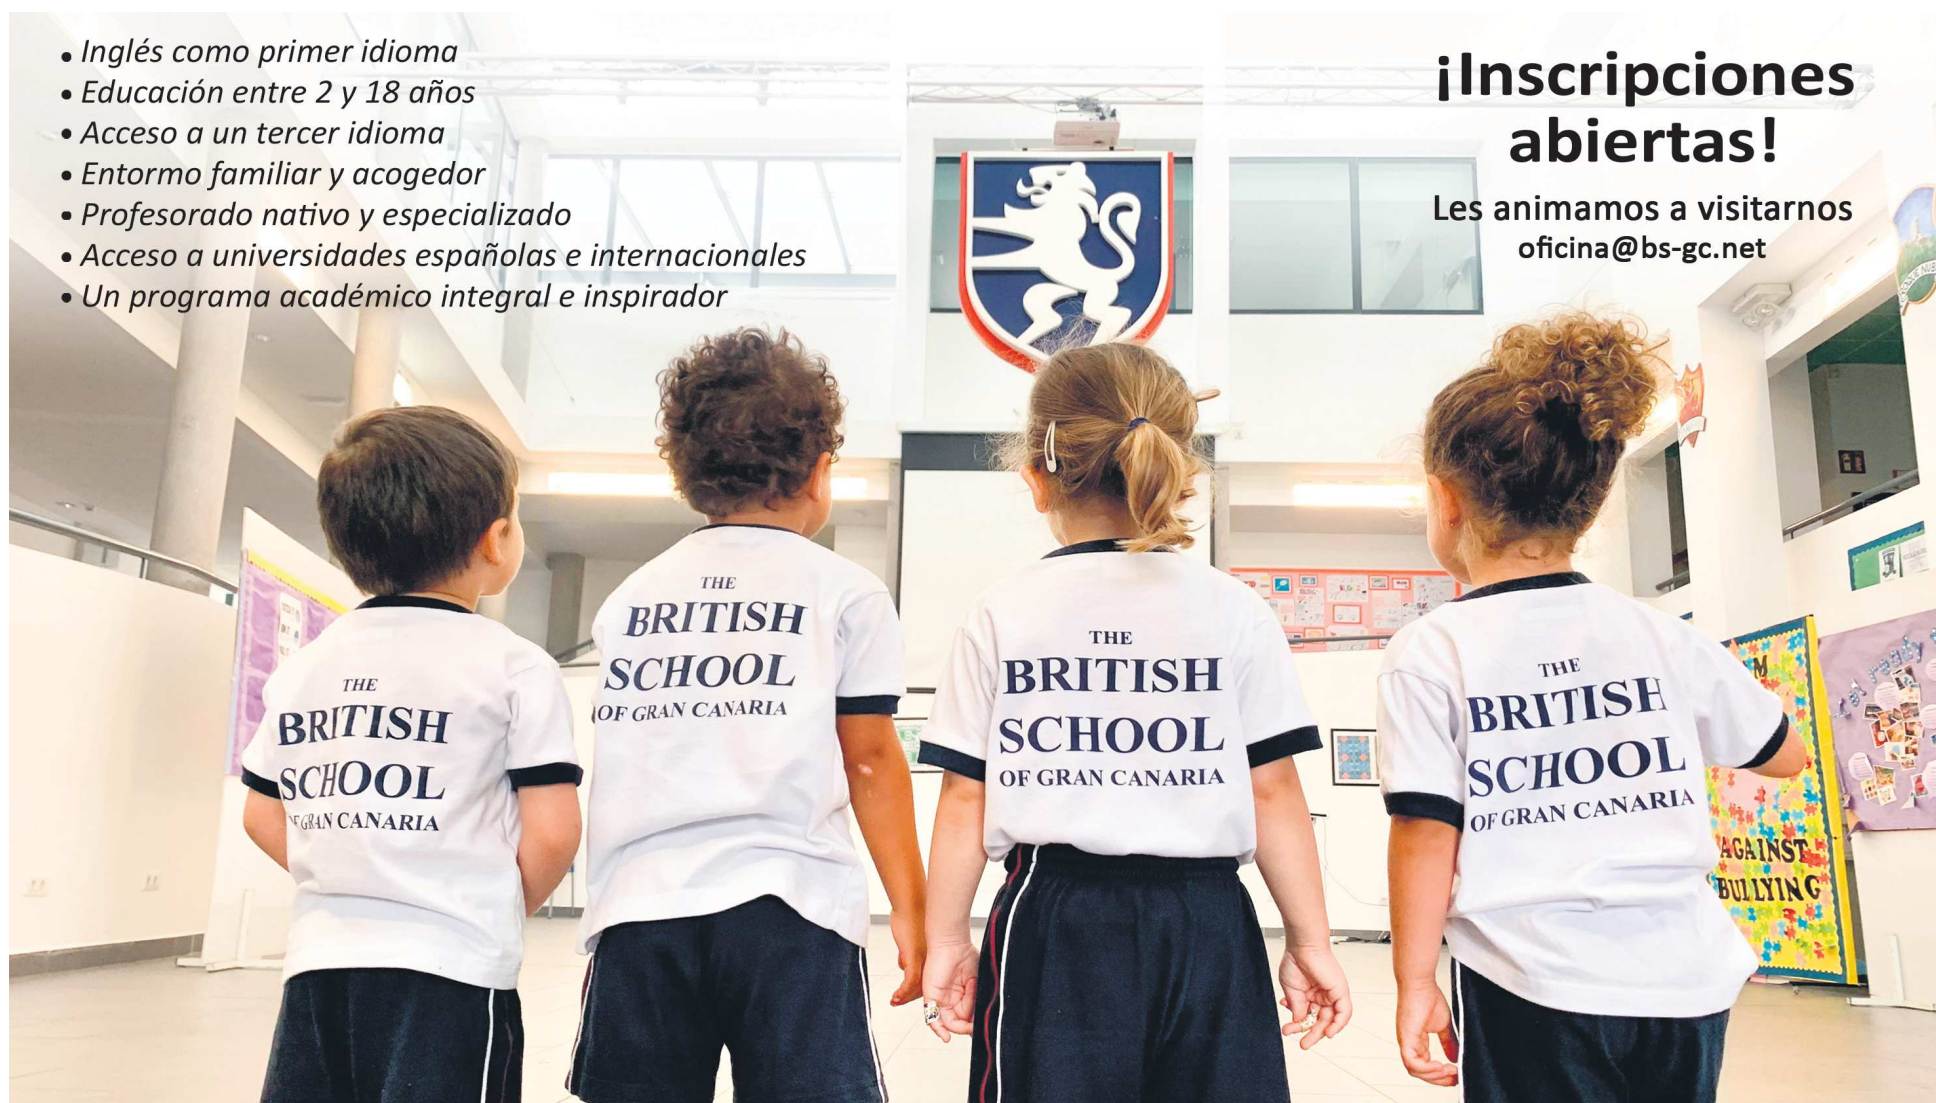 • Inglés como primer idioma
• Educación entre 2 y 18 años
• Acceso a un tercer idioma
• Entormo familiar y acogedor
• Profesorado nativo y especializado
• Acceso a universidades españolas e internacionales
• Un programa académico integral e inspirador
¡Inscripciones
abiertas!
Les animamos a visitarnos
oficina@bs-gc.net
THE
BRITISH
SCHOOL
OF GRAN CANARIA
THE
BRITISH
SCHOOL
OF GRAN CANARIA
THE
BRITISH
SCHOOL
OF GRAN CANARIA
THE
BRITISH
SCHOOL
OF GRAN CANARIA
AGAINST
BULLYING